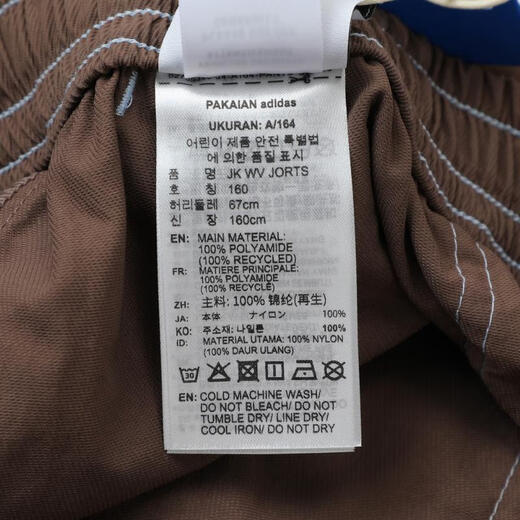 PAKAIAN adidas
UKURAN: A/164
어린이 제품 안전 특별법
에 의한 품질 표시
품 명 JK WV JORTS
호 칭 160
허리둘레 67cm
신 장 160cm
EN: MAIN MATERIAL:
100% POLYAMIDE
(100% RECYCLED)
FR: MATIERE PRINCIPALE:
100% POLYAMIDE
(100% RECYCLÉ)
ZH: 主料: 100% 锦纶(再生)
JA: 本体 ナイロン 100%
KO: 주소재: 나일론 100%
ID: MATERIAL UTAMA: 100% NYLON
(100% DAUR ULANG)
30
EN: COLD MACHINE WASH/
DO NOT BLEACH/ DO NOT
TUMBLE DRY/ LINE DRY/
COOL IRON/ DO NOT DRY